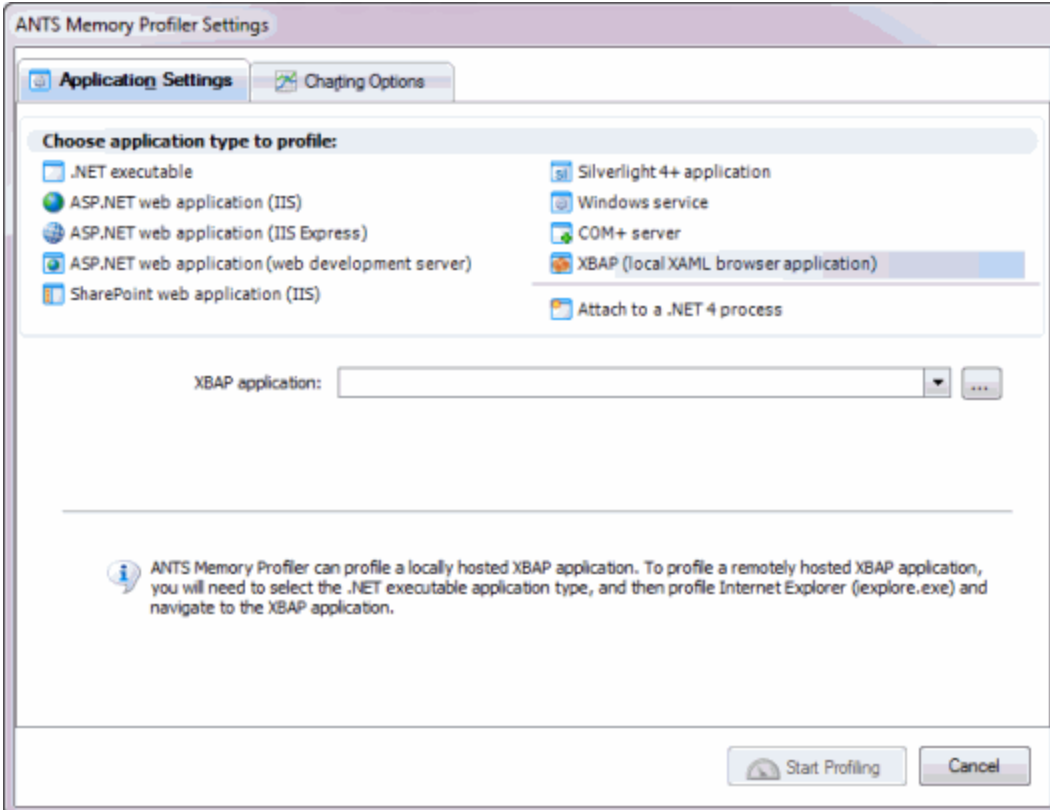 ANTS Memory Profiler Settings
Application Settings
Charting Options
Choose application type to profile:
.NET executable
ASP.NET web application (IIS)
ASP.NET web application (IIS Express)
ASP.NET web application (web development server)
SharePoint web application (IIS)
Silverlight 4+ application
Windows service
COM+ server
XBAP (local XAML browser application)
Attach to a .NET 4 process
XBAP application:
...
ANTS Memory Profiler can profile a locally hosted XBAP application. To profile a remotely hosted XBAP application,
you will need to select the .NET executable application type, and then profile Internet Explorer (iexplore.exe) and
navigate to the XBAP application.
Start Profiling
Cancel